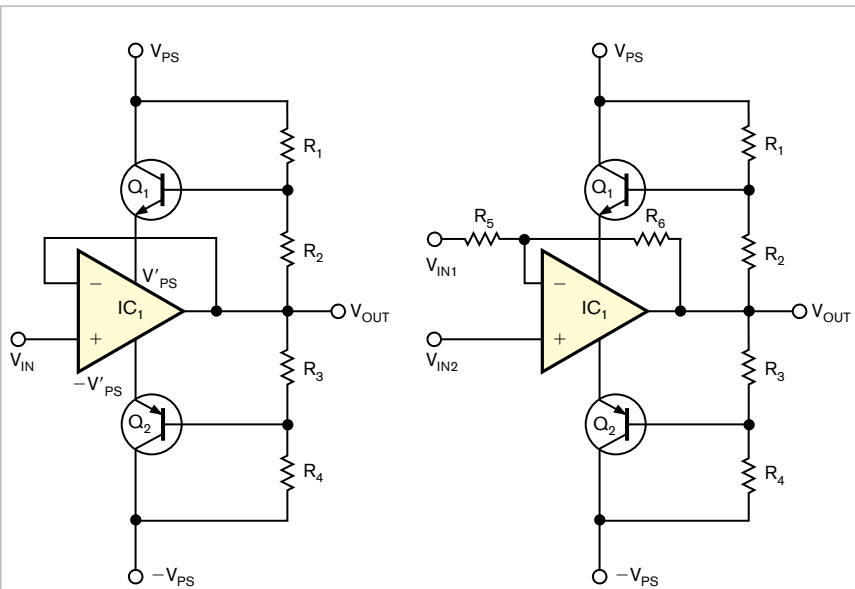 V_PS
R_1
Q_1
R_2
V'_PS
−
IC_1
+
V_IN
V_OUT
−V'_PS
R_3
Q_2
R_4
−V_PS
V_PS
R_1
Q_1
R_5
R_6
R_2
V_IN1
−
IC_1
+
V_IN2
V_OUT
R_3
Q_2
R_4
−V_PS